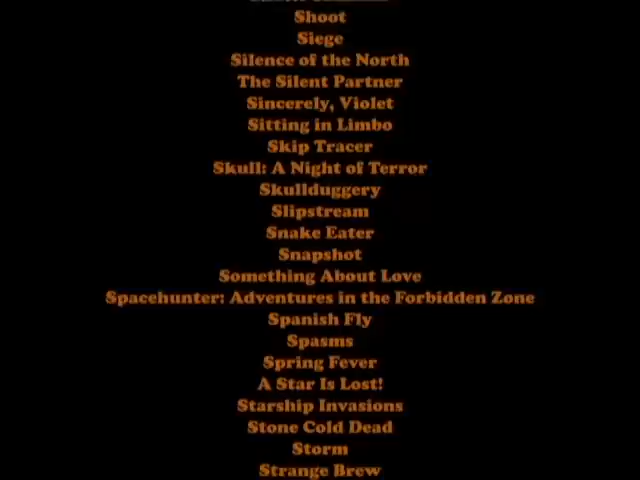 Shoot
Siege
Silence of the North
The Silent Partner
Sincerely, Violet
Sitting in Limbo
Skip Tracer
Skull: A Night of Terror
Skullduggery
Slipstream
Snake Eater
Snapshot
Something About Love
Spacehunter: Adventures in the Forbidden Zone
Spanish Fly
Spasms
Spring Fever
A Star Is Lost!
Starship Invasions
Stone Cold Dead
Storm
Strange Brew